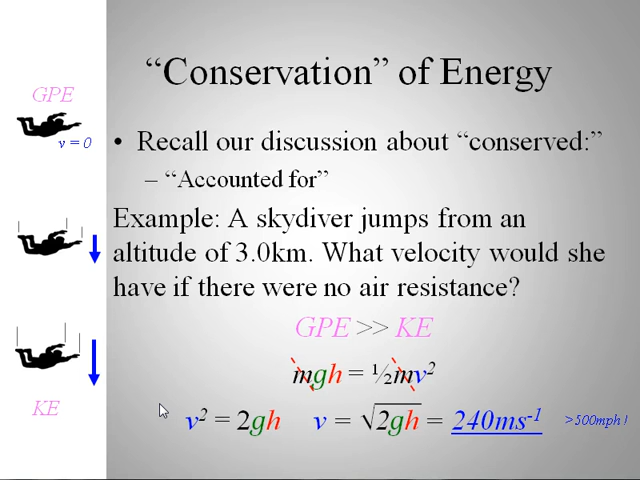 “Conservation” of Energy
GPE
v = 0
• Recall our discussion about “conserved:”
– “Accounted for”
Example: A skydiver jumps from an
altitude of 3.0km. What velocity would she
have if there were no air resistance?
GPE >> KE
mgh = ½mv²
KE
v² = 2gh v = √2gh = 240ms⁻¹ >500mph !